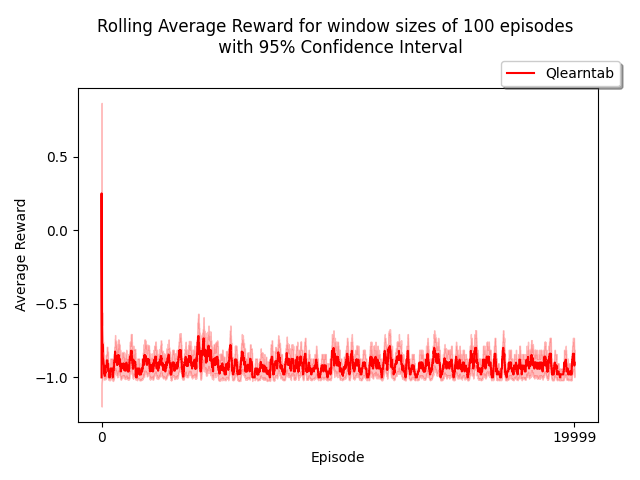 Rolling Average Reward for window sizes of 100 episodes
with 95% Confidence Interval
Qlearntab
0.5
0.0
−0.5
−1.0
Average Reward
0
19999
Episode